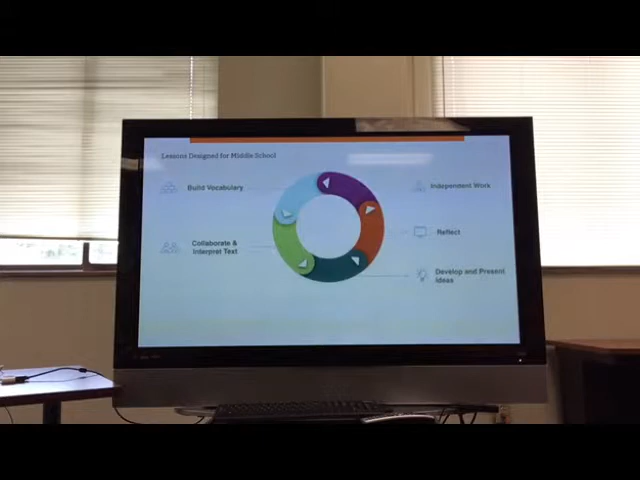 Lessons Designed for Middle School
Build Vocabulary
Independent Work
Collaborate &
Interpret Text
Reflect
Develop and Present
Ideas